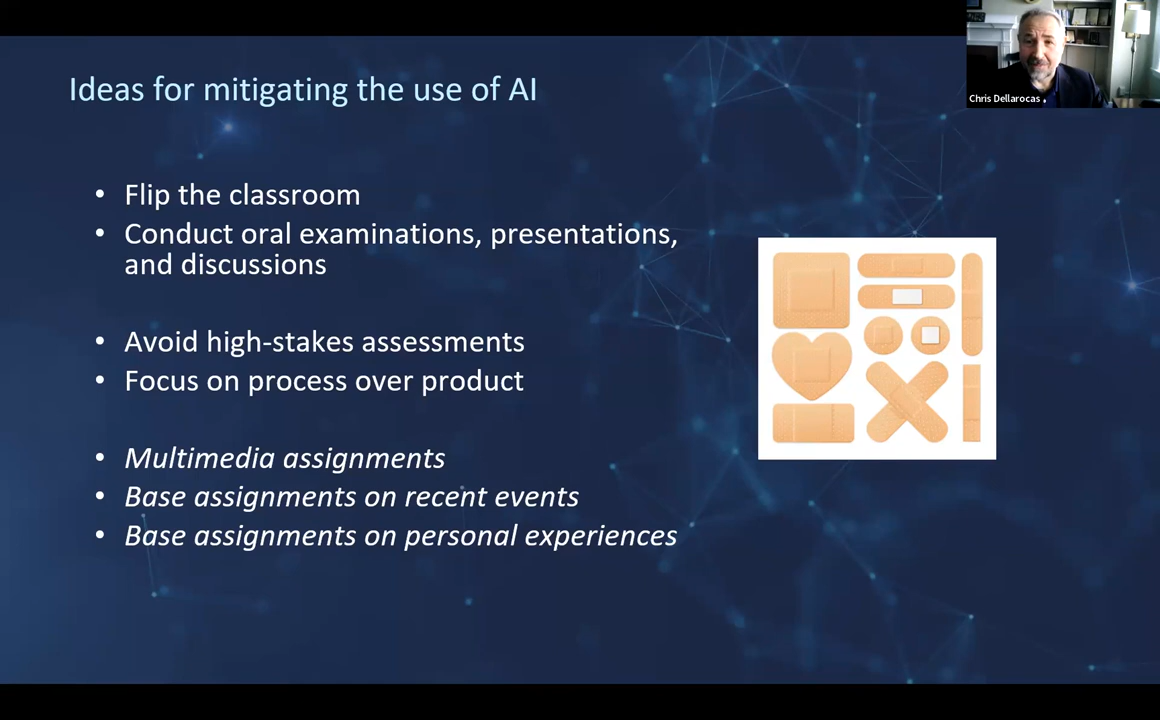 Ideas for mitigating the use of AI
Chris Dellarocas
• Flip the classroom
• Conduct oral examinations, presentations,
and discussions
• Avoid high-stakes assessments
• Focus on process over product
• Multimedia assignments
• Base assignments on recent events
• Base assignments on personal experiences